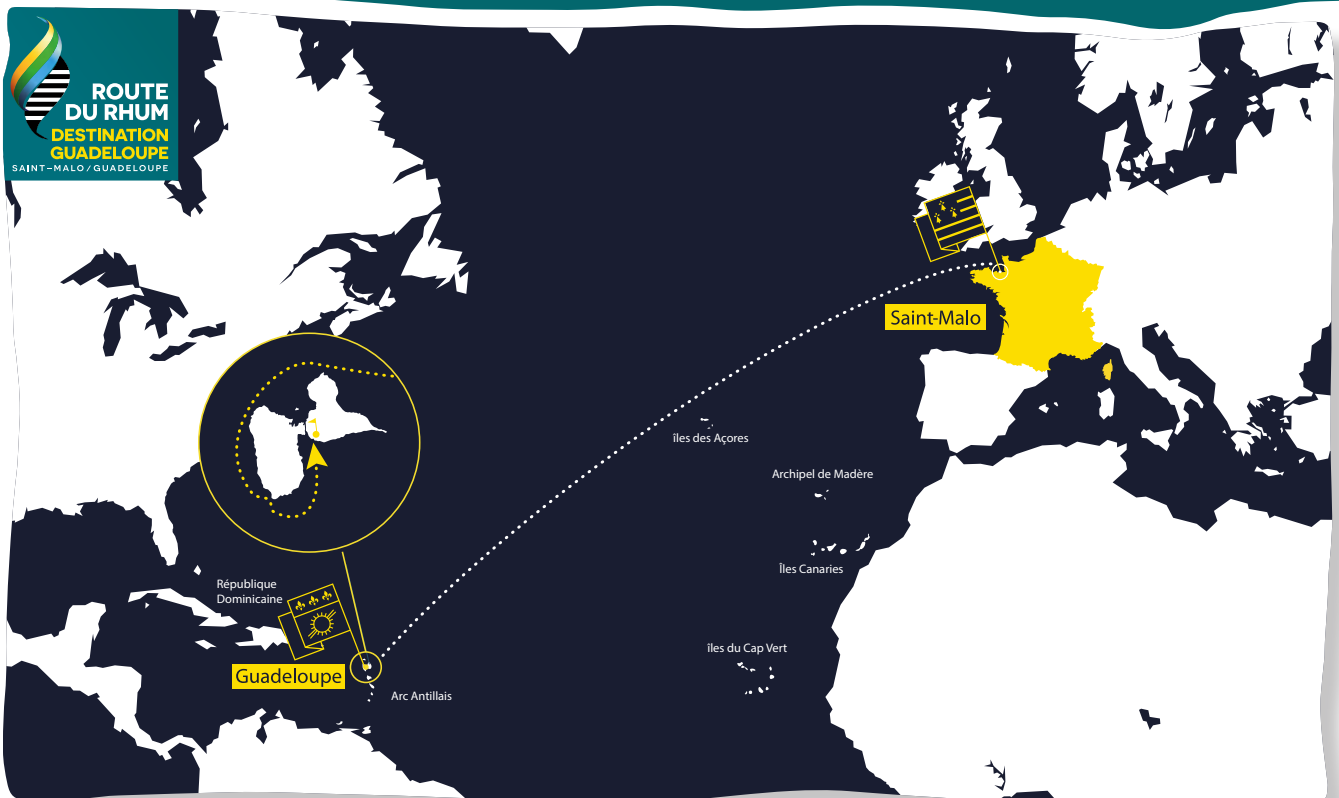 ROUTE
DU RHUM
DESTINATION
GUADELOUPE
SAINT-MALO/GUADELOUPE
Saint-Malo
îles des Açores
Archipel de Madère
Îles Canaries
République
Dominicaine
îles du Cap Vert
Guadeloupe
Arc Antillais